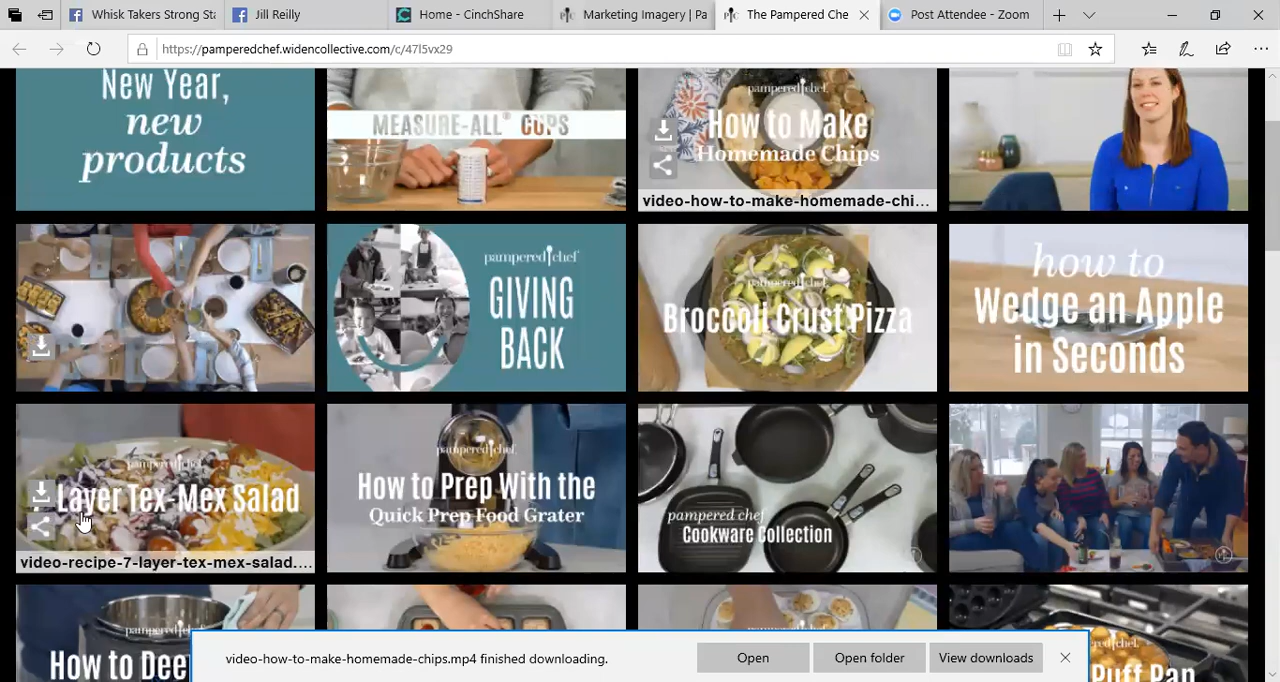 Whisk Takers Strong Sta
Jill Reilly
Home - CinchShare
Marketing Imagery | Pa
The Pampered Che
Post Attendee - Zoom
https://pamperedchef.widencollective.com/c/47l5vx29
New Year,
new
products
MEASURE-ALL® CUPS
pampered chef.
How to Make
Homemade Chips
video-how-to-make-homemade-chi...
pampered chef
GIVING
BACK
pampered chef.
Broccoli Crust Pizza
how to
Wedge an Apple
in Seconds
pampered chef
Layer Tex-Mex Salad
video-recipe-7-layer-tex-mex-salad....
pampered chef
How to Prep With the
Quick Prep Food Grater
pampered chef
Cookware Collection
pampered chef
How to Dee
Puff Pan
video-how-to-make-homemade-chips.mp4 finished downloading.
Open
Open folder
View downloads